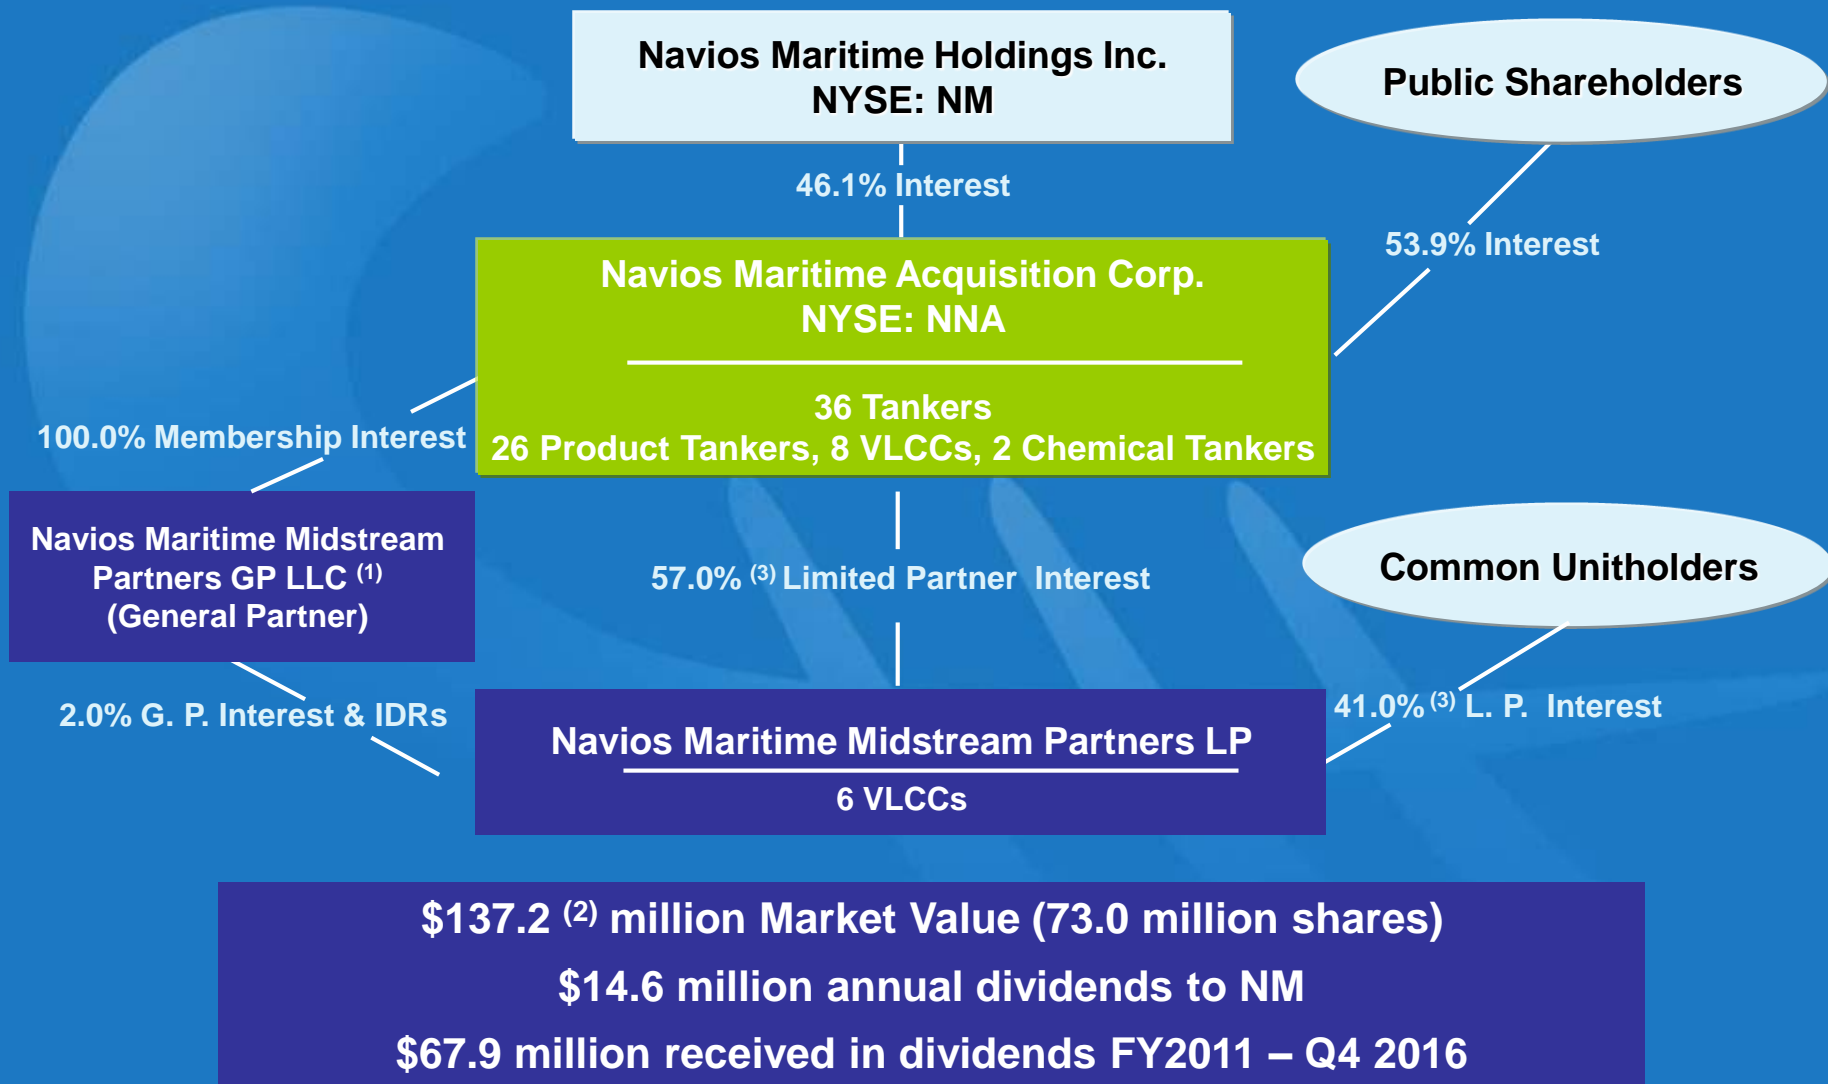 Navios Maritime Holdings Inc.
NYSE: NM
Public Shareholders
46.1% Interest
53.9% Interest
Navios Maritime Acquisition Corp.
NYSE: NNA
36 Tankers
26 Product Tankers, 8 VLCCs, 2 Chemical Tankers
100.0% Membership Interest
Navios Maritime Midstream
Partners GP LLC (1)
(General Partner)
57.0% (3) Limited Partner Interest
Common Unitholders
2.0% G. P. Interest & IDRs
41.0% (3) L. P. Interest
Navios Maritime Midstream Partners LP
6 VLCCs
$137.2 (2) million Market Value (73.0 million shares)
$14.6 million annual dividends to NM
$67.9 million received in dividends FY2011 – Q4 2016